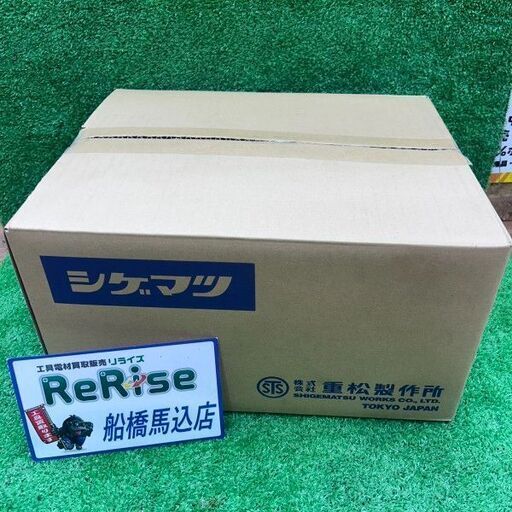 シゲマツ
工具電材買取販売リライズ
ReRise
船橋馬込店
STS 株式会社 重松製作所
SHIGEMATSU WORKS CO., LTD.
TOKYO JAPAN